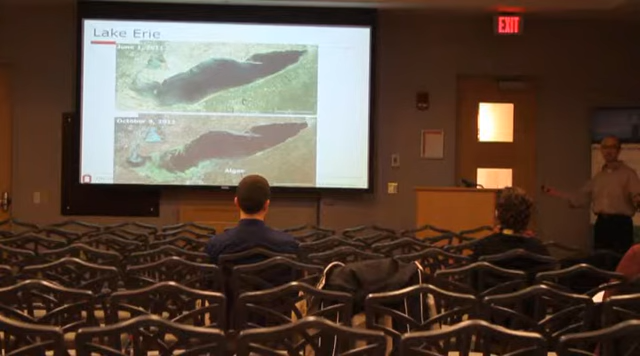 Lake Erie
EXIT
June 1, 2011
October 9, 2011
Algae